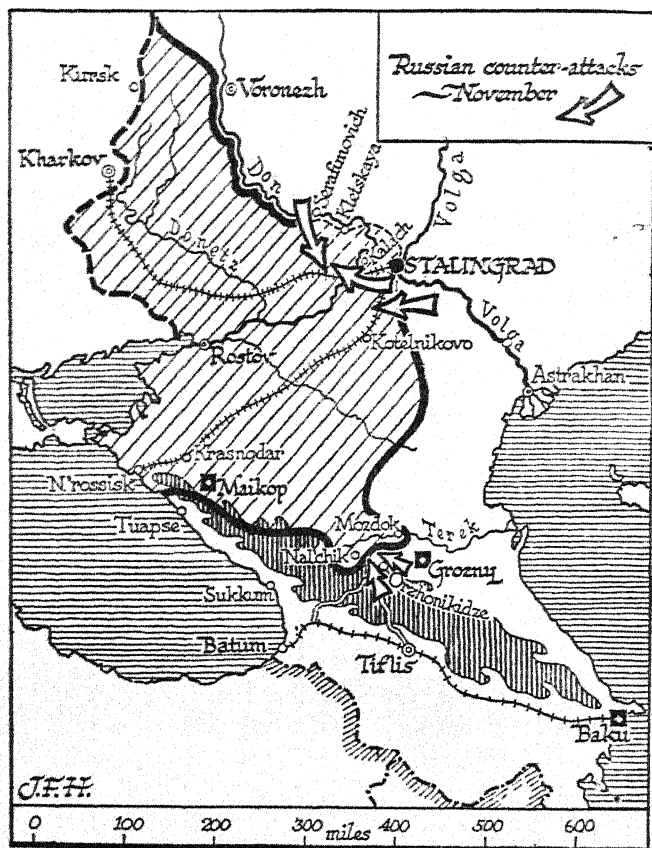 Russian counter-attacks
November
Kursk
Voronezh
Kharkov
Don
Serafimovich
Kletskaya
Volga
Donetz
Kalach
STALINGRAD
Volga
Kotelnikovo
Rostov
Astrakhan
Krasnodar
N'rossisk
Maikop
Tuapse
Mozdok
Terek
Nalchik
Grozny
Orzhonikidze
Sukkum
Batum
Tiflis
Baku
J.F.H.
0 100 200 300 miles 400 500 600